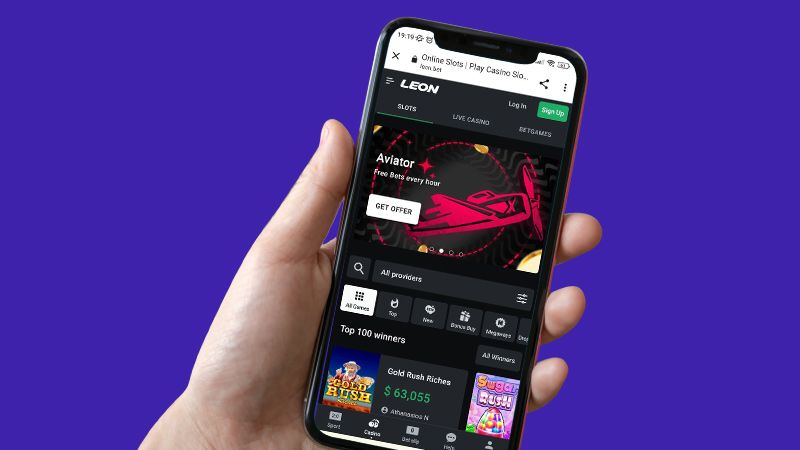 19:19
Online Slots | Play Casino Slo...
leon.bet
LEON
Log In
Sign Up
SLOTS
LIVE CASINO
BETGAMES
Aviator
Free Bets every hour
GET OFFER
X
All providers
All Games
Top
New
Bonus Buy
Megaways
Top 100 winners
All Winners
GOLD
RUSH
Gold Rush Riches
$ 63,055
Athanasios N
Sugar
RUSH
Sport
Casino
Bet slip
Help